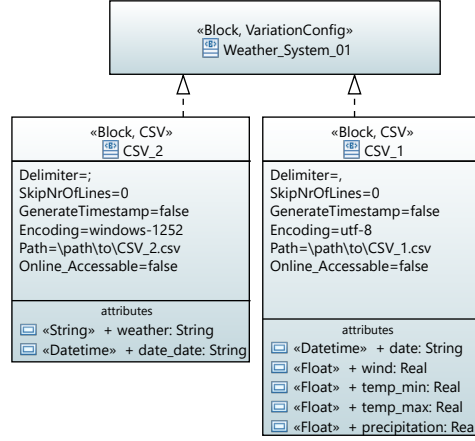 «Block, VariationConfig»
Weather_System_01
«Block, CSV»
CSV_2
Delimiter=;
SkipNrOfLines=0
GenerateTimestamp=false
Encoding=windows-1252
Path=\path\to\CSV_2.csv
Online_Accessable=false
attributes
«String» + weather: String
«Datetime» + date_date: String
«Block, CSV»
CSV_1
Delimiter=,
SkipNrOfLines=0
GenerateTimestamp=false
Encoding=utf-8
Path=\path\to\CSV_1.csv
Online_Accessable=false
attributes
«Datetime» + date: String
«Float» + wind: Real
«Float» + temp_min: Real
«Float» + temp_max: Real
«Float» + precipitation: Rea